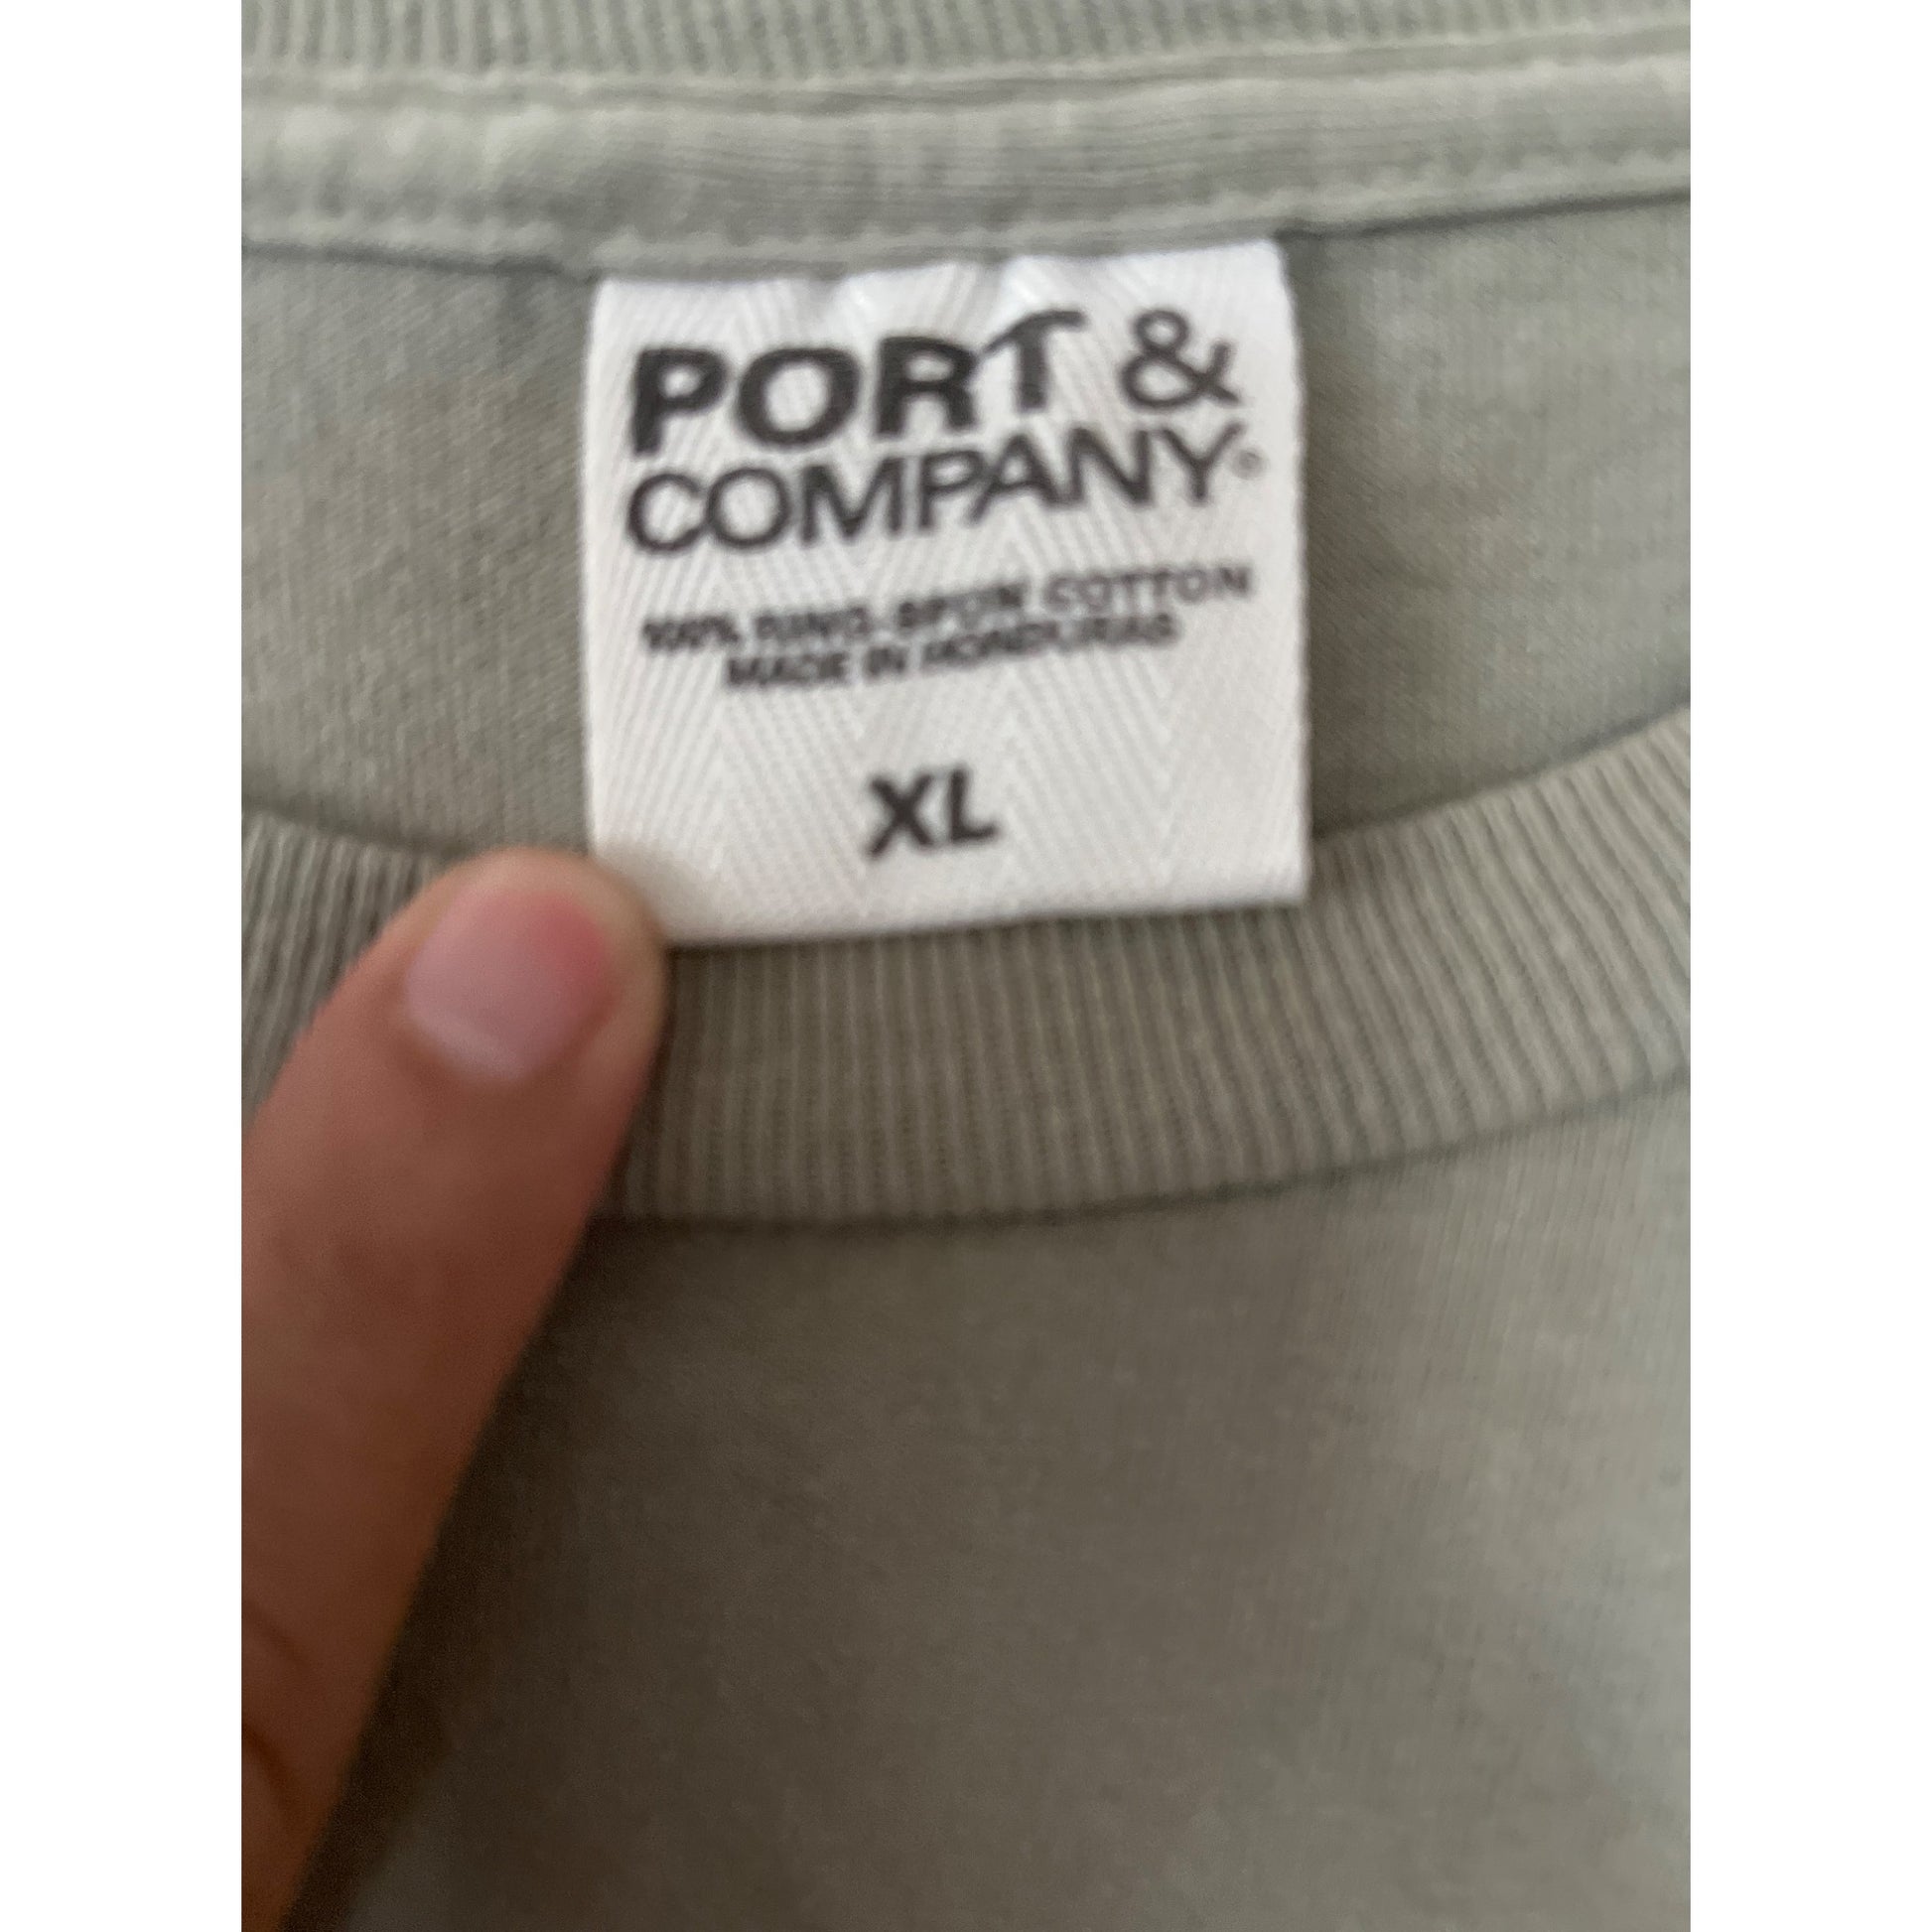 PORT &
COMPANY®
100% RING-SPUN COTTON
MADE IN HONDURAS
XL